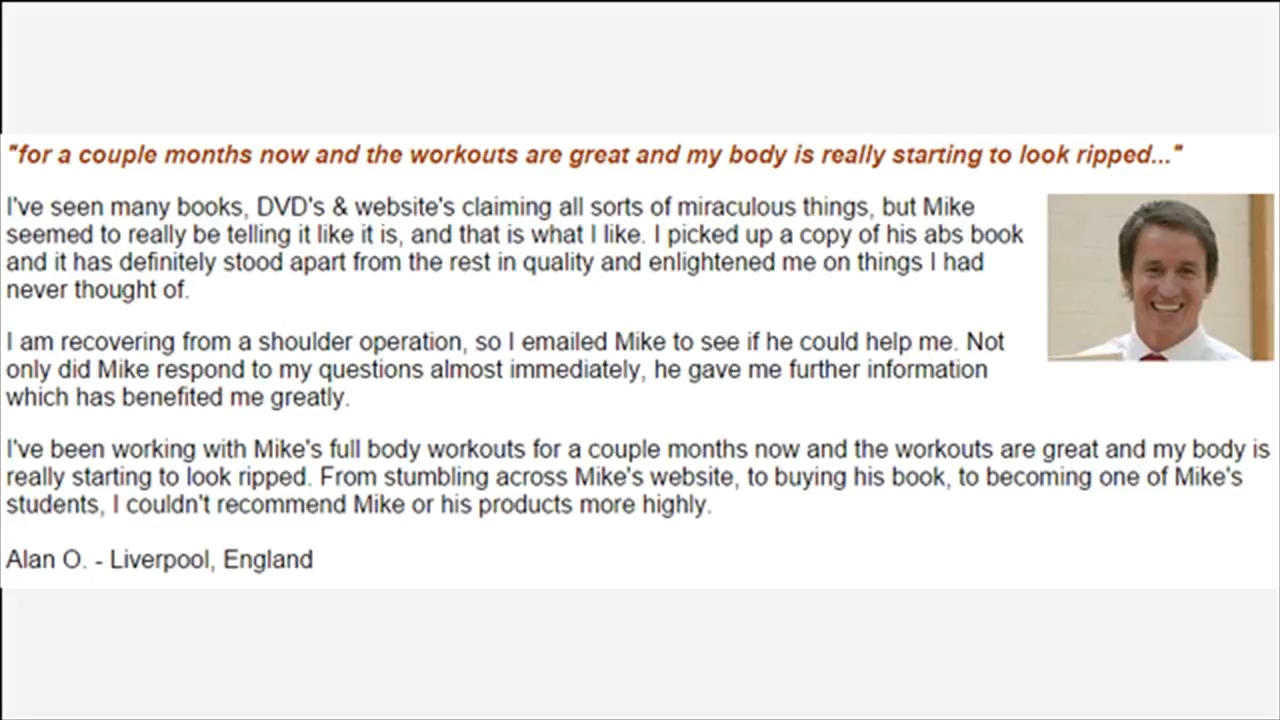 "for a couple months now and the workouts are great and my body is really starting to look ripped..."
I've seen many books, DVD's & website's claiming all sorts of miraculous things, but Mike
seemed to really be telling it like it is, and that is what I like. I picked up a copy of his abs book
and it has definitely stood apart from the rest in quality and enlightened me on things I had
never thought of.
I am recovering from a shoulder operation, so I emailed Mike to see if he could help me. Not
only did Mike respond to my questions almost immediately, he gave me further information
which has benefited me greatly.
I've been working with Mike's full body workouts for a couple months now and the workouts are great and my body is
really starting to look ripped. From stumbling across Mike's website, to buying his book, to becoming one of Mike's
students, I couldn't recommend Mike or his products more highly.
Alan O. - Liverpool, England